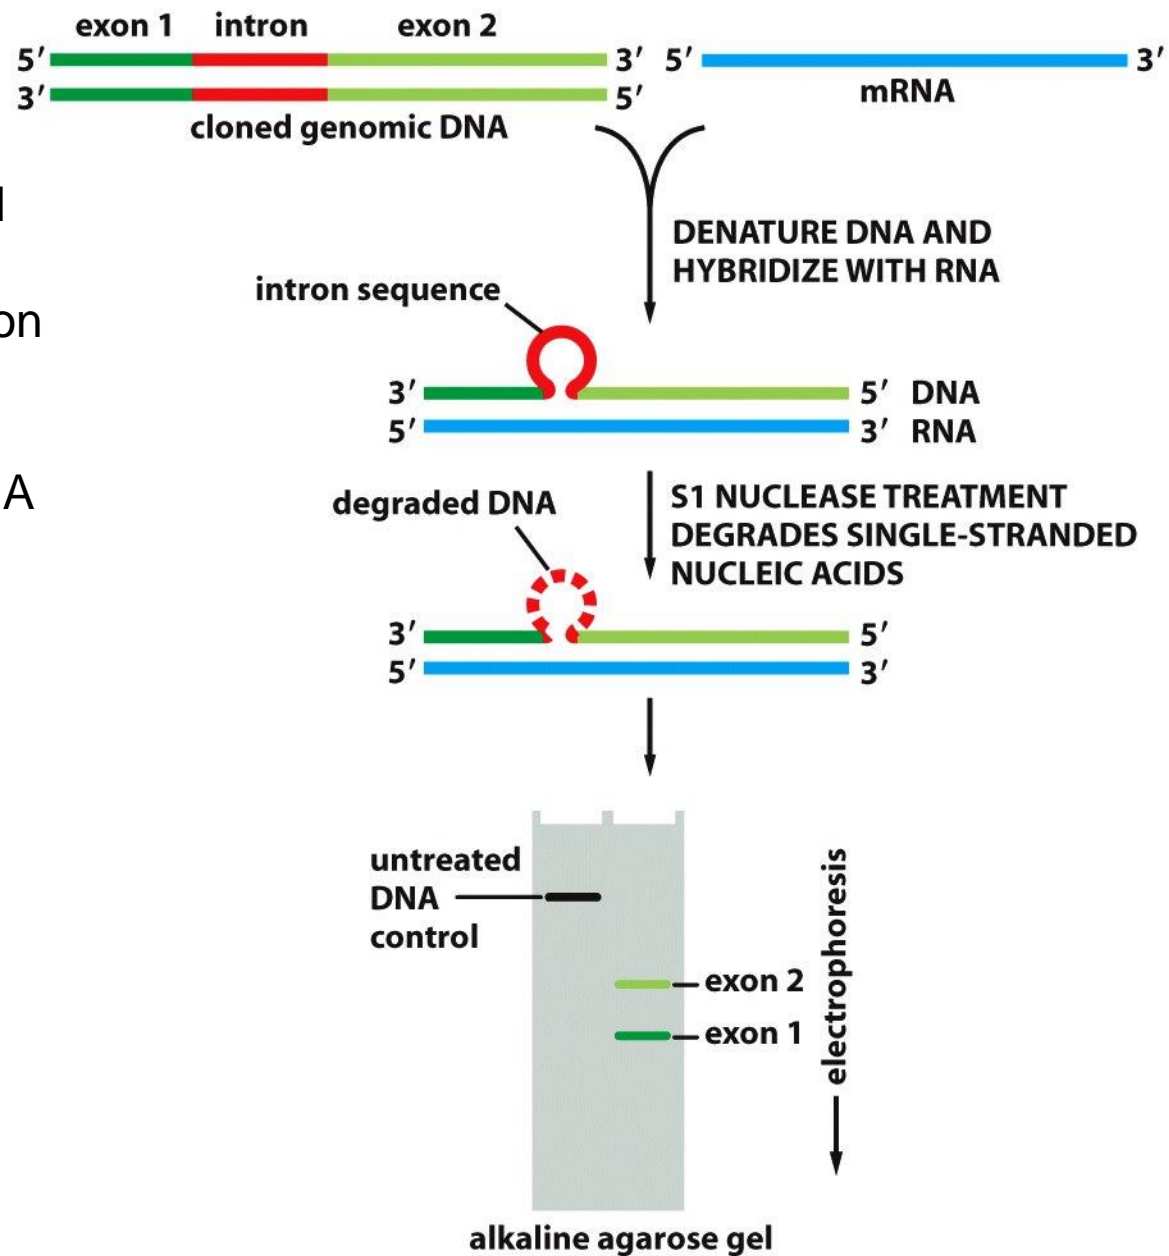 exon 1 intron exon 2
5′ 3′ 5′ 3′
mRNA
3′ 5′
cloned genomic DNA
DENATURE DNA AND
HYBRIDIZE WITH RNA
intron sequence
on
3′ 5′ DNA
5′ 3′ RNA
A
degraded DNA
S1 NUCLEASE TREATMENT
DEGRADES SINGLE-STRANDED
NUCLEIC ACIDS
3′ 5′
5′ 3′
untreated
DNA
control
exon 2
exon 1
electrophoresis
alkaline agarose gel